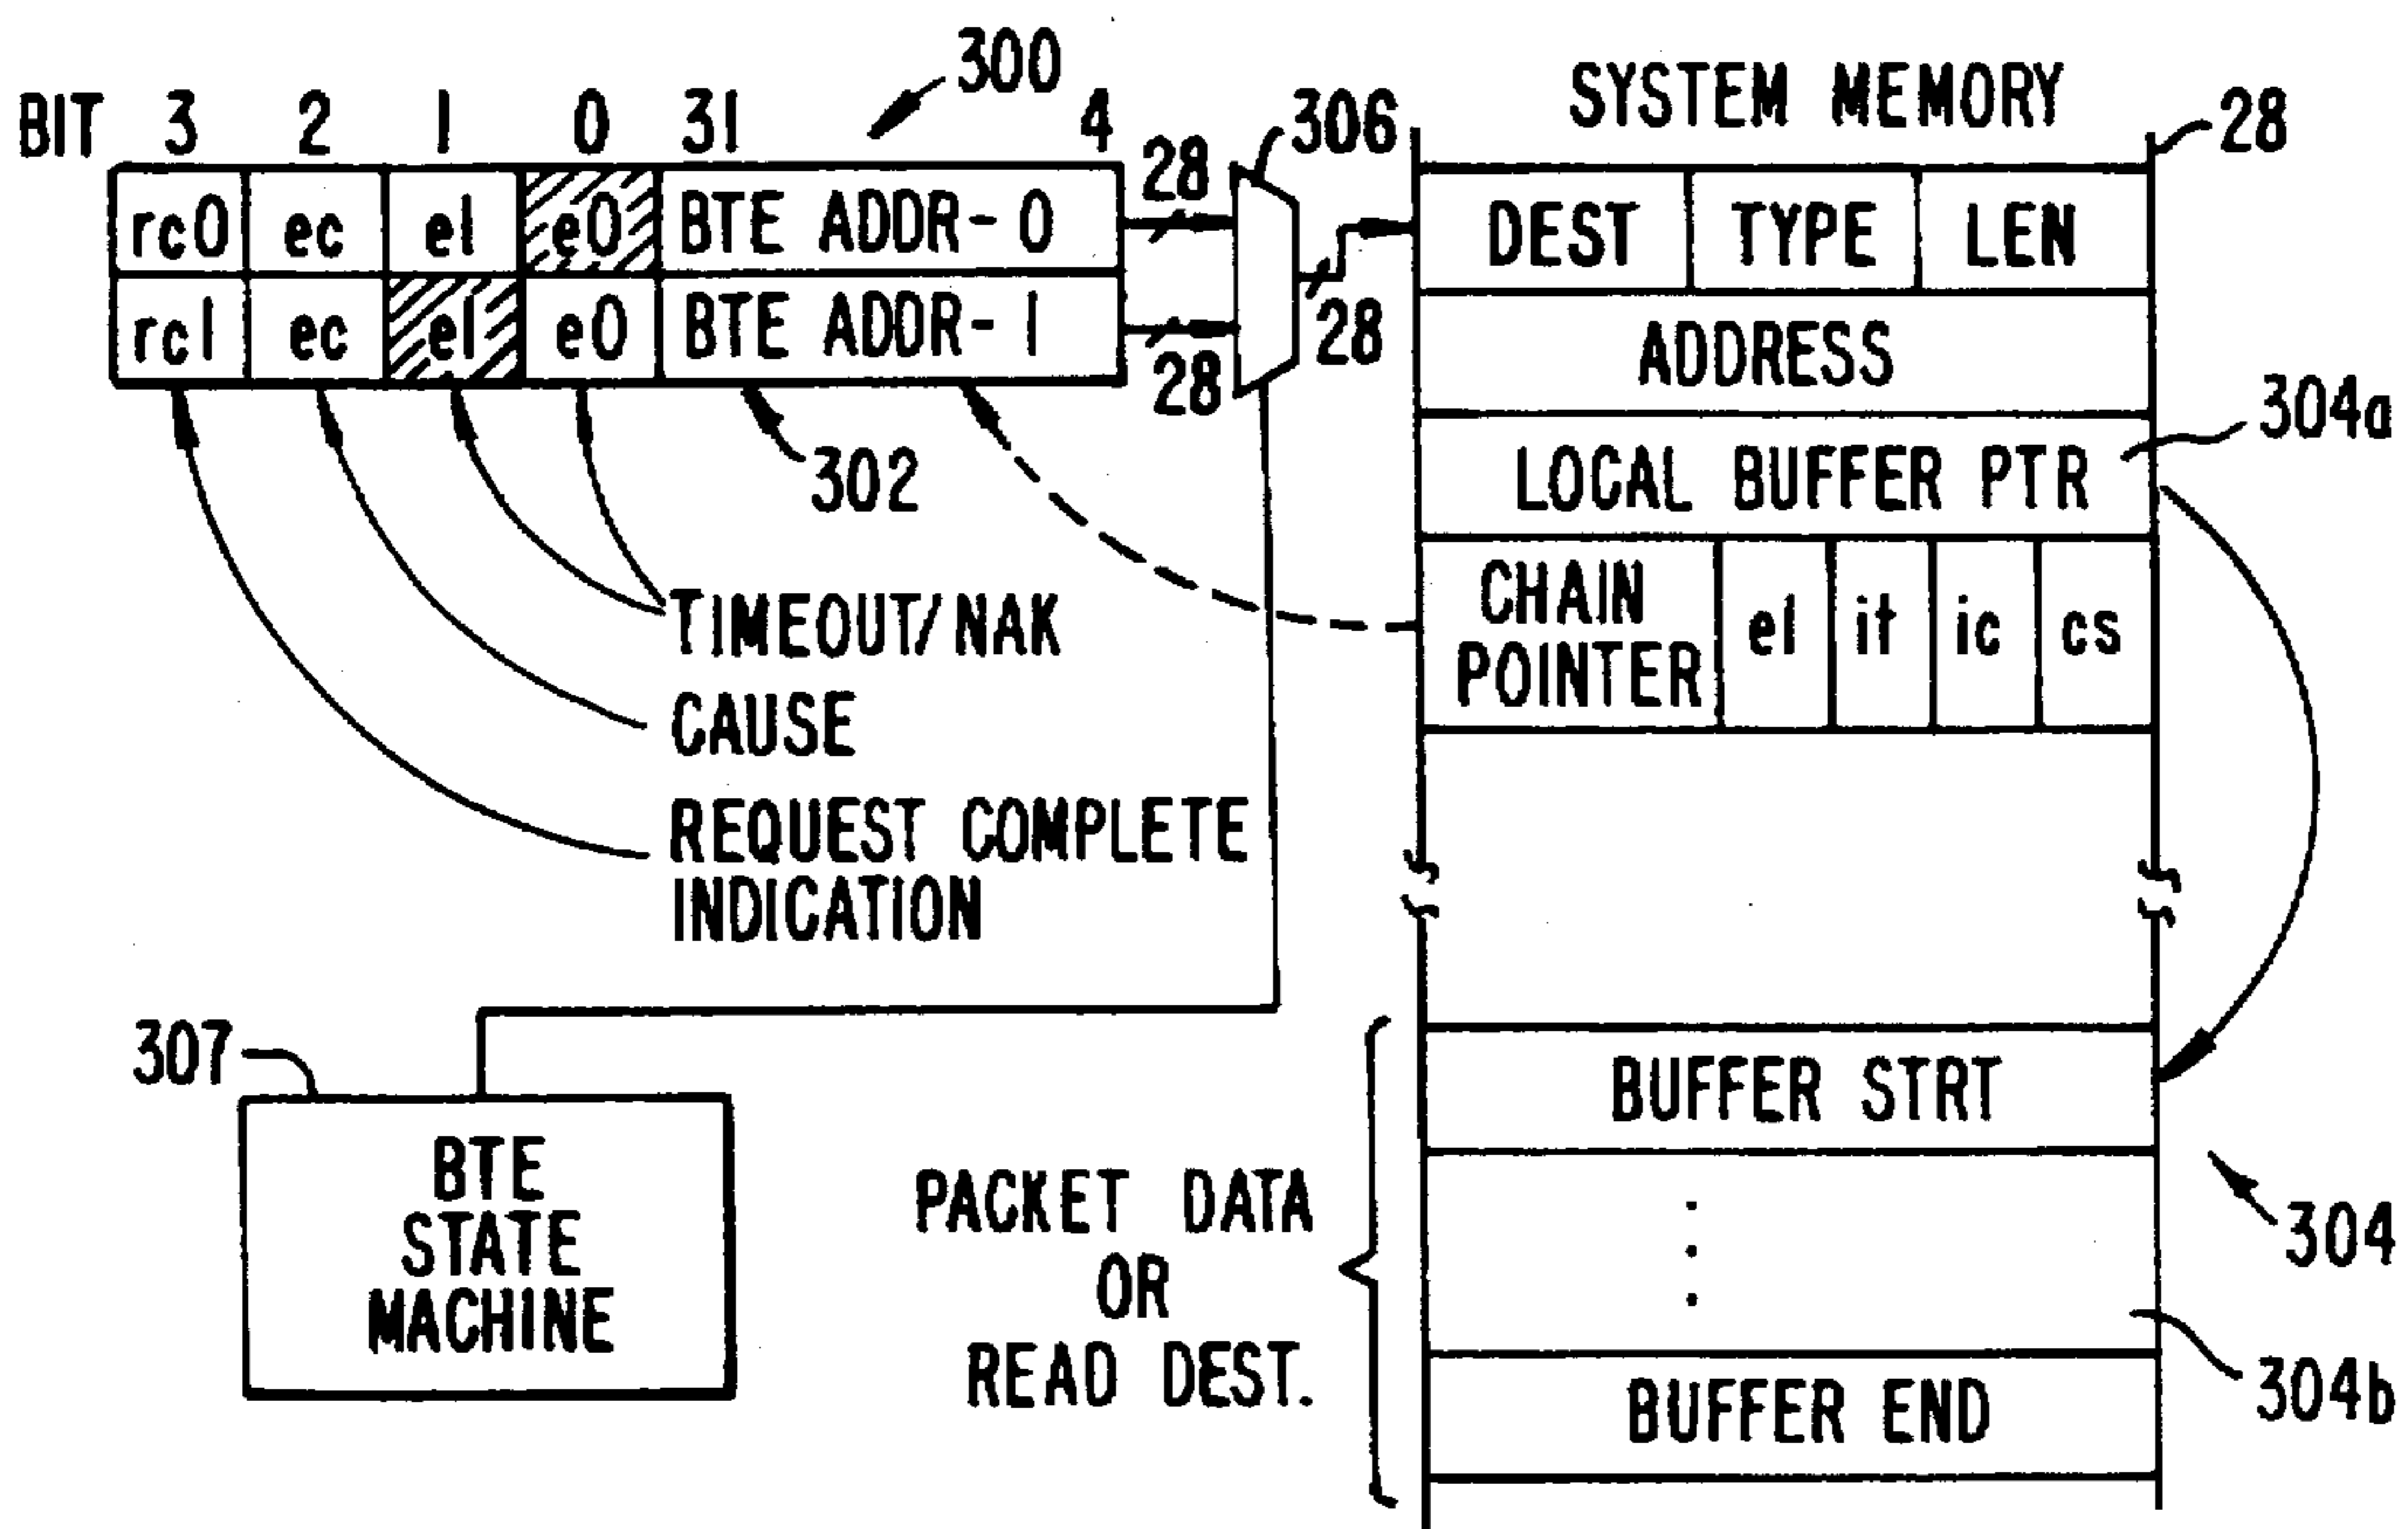 300
SYSTEM MEMORY
BIT 3 2 1 0 31 4
28
306
28
rc0 ec e1 e0 BTE ADDR-0
DEST TYPE LEN
rc1 ec e1 e0 BTE ADDR-1
28
28
ADDRESS
304a
302
LOCAL BUFFER PTR
TIMEOUT/NAK
CHAIN
POINTER
el it ic cs
CAUSE
REQUEST COMPLETE
INDICATION
307
BTE
STATE
MACHINE
BUFFER STRT
PACKET DATA
OR
READ DEST.
304
304b
BUFFER END